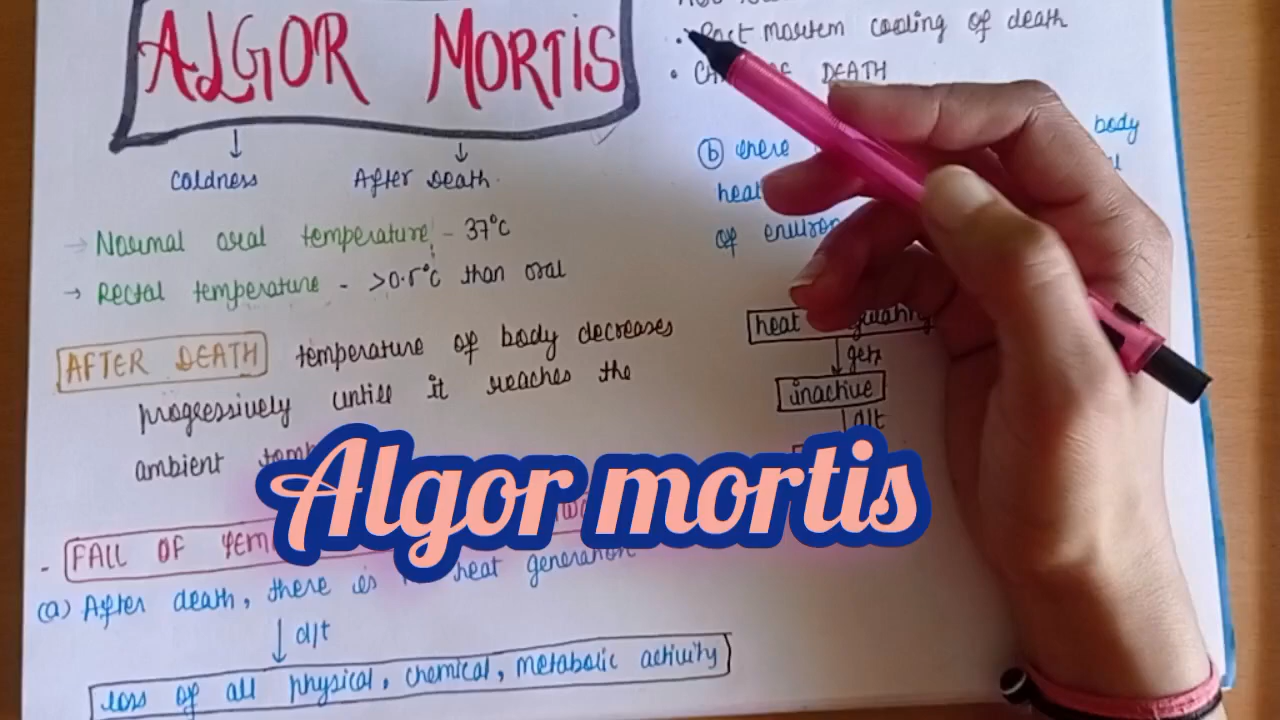 ALGOR MORTIS
Coldness After Death.
→ Normal oral temperature - 37°c
→ Rectal temperature - >0.5°c than oral
AFTER DEATH temperature of body decreases
progressively untill it reaches the
ambient
Algor mortis
- FALL OF
(a) After death, there is heat generation
↓ d/t
loss of all physical, chemical, metabolic activity
• Post mortem cooling of death
• OF DEATH
(b) there body
heat
of
heat
↓ gets
inactive
↓ d/t